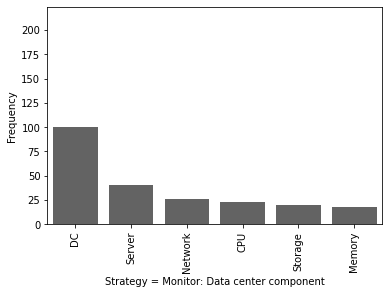 200
175
150
125
100
75
50
25
0
Frequency
DC
Server
Network
CPU
Storage
Memory
Strategy = Monitor: Data center component